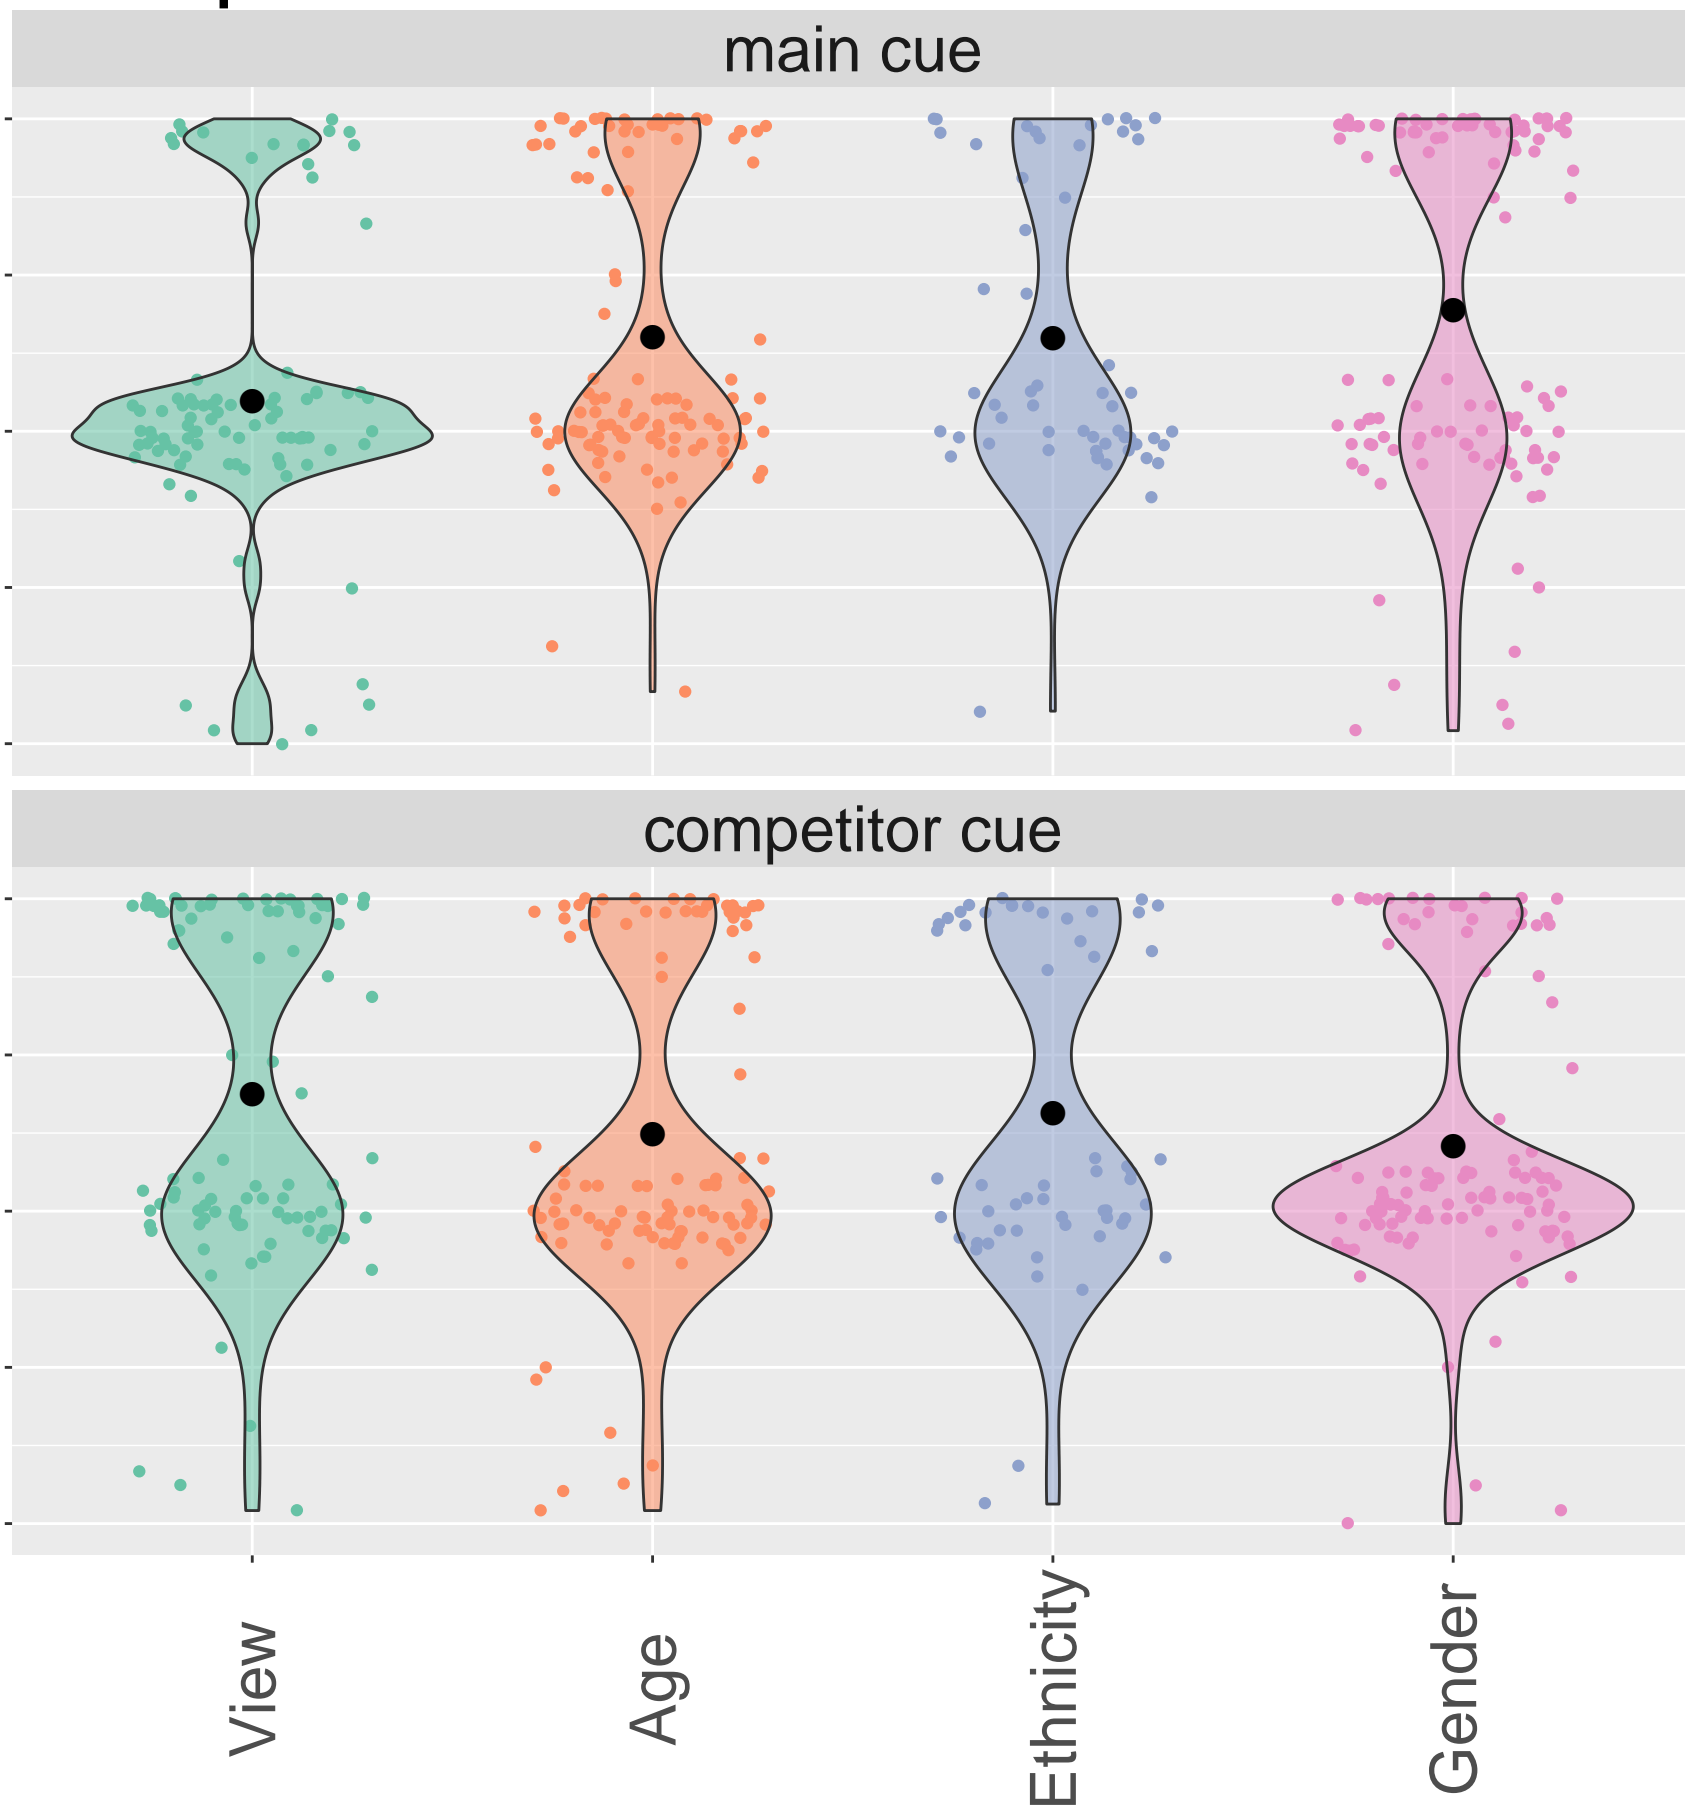 main cue
competitor cue
View
Age
Ethnicity
Gender